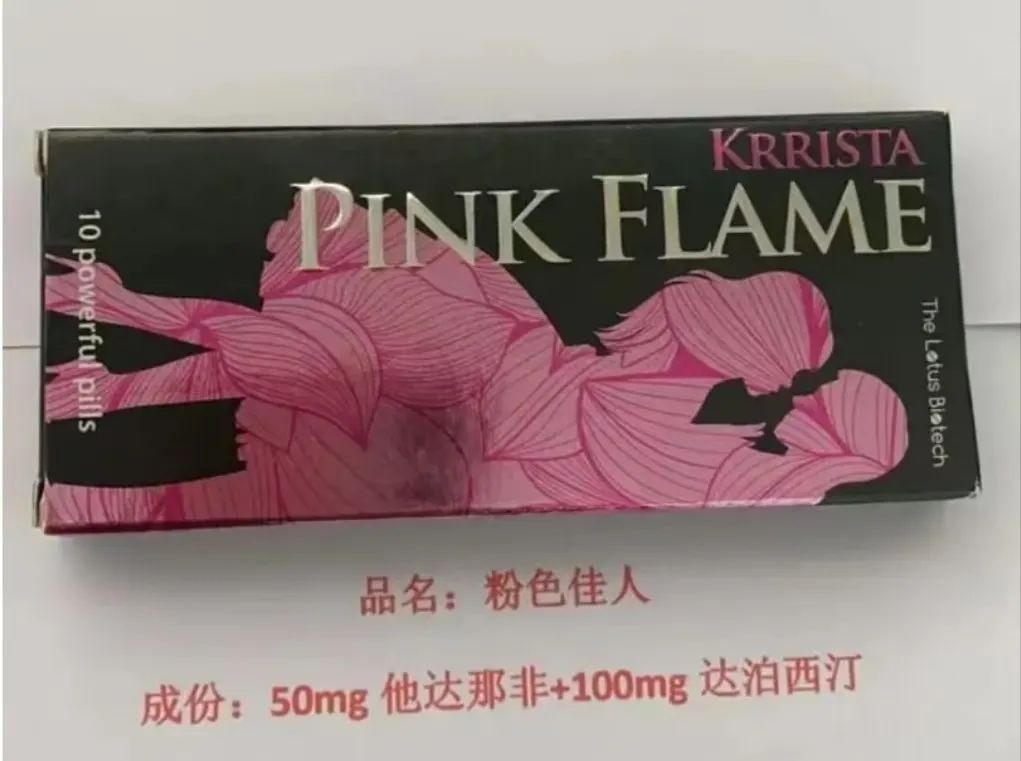 KRRISTA
PINK FLAME
10 powerful pills
The Lotus Biotech
品名：粉色佳人
成份：50mg 他达那非+100mg 达泊西汀